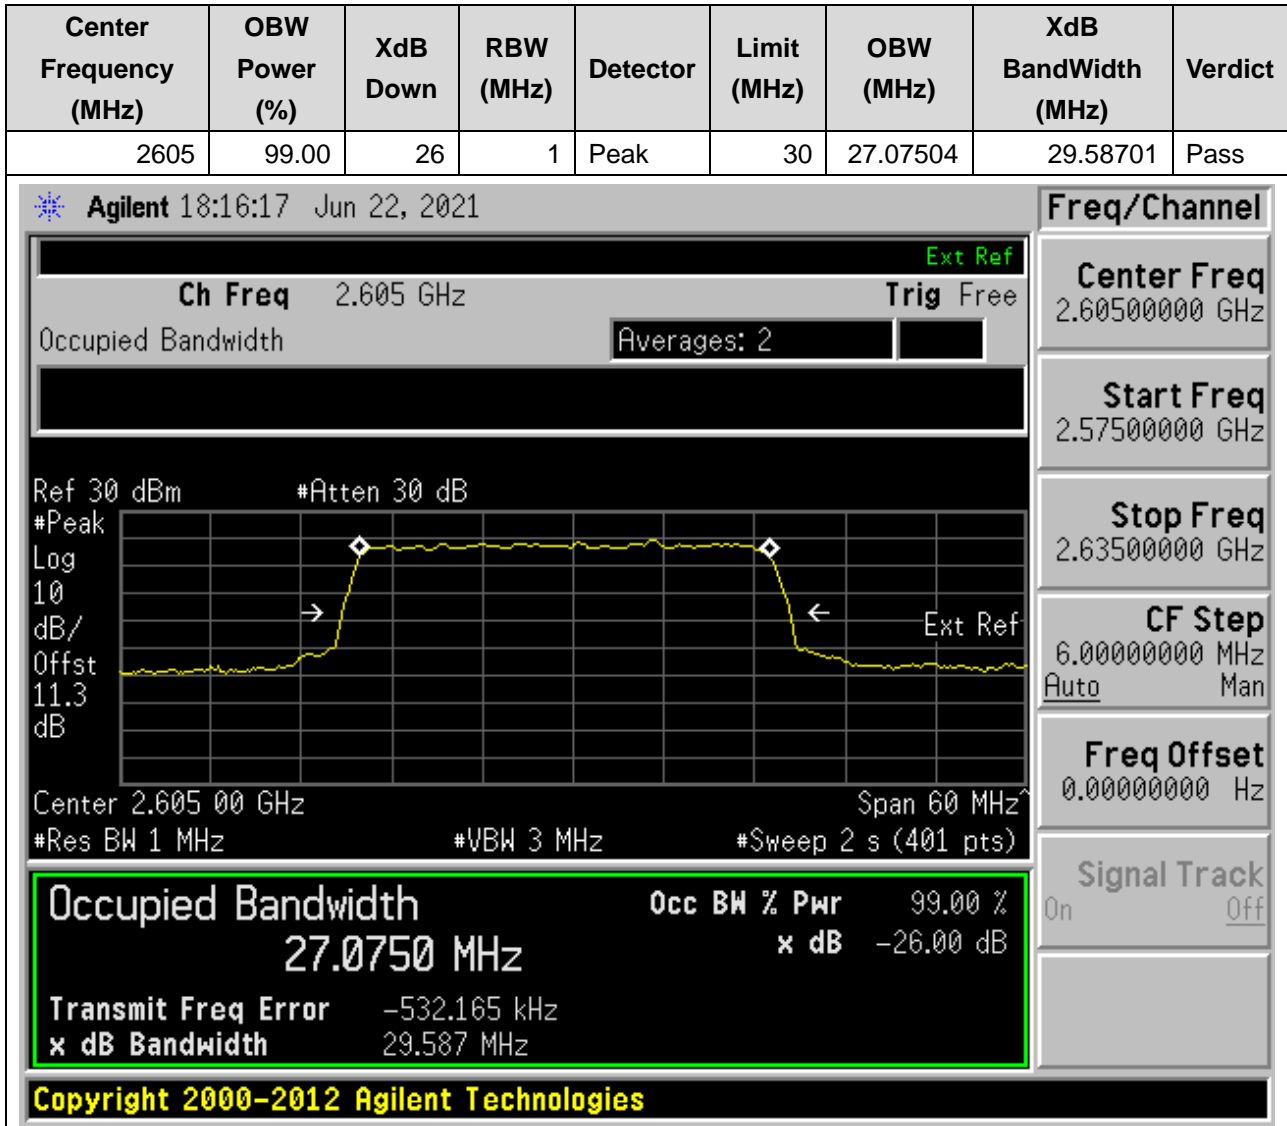 Center Frequency (MHz) OBW Power (%) XdB Down RBW (MHz) Detector Limit (MHz) OBW (MHz) XdB BandWidth (MHz) Verdict
2605 99.00 26 1 Peak 30 27.07504 29.58701 Pass
Agilent 18:16:17 Jun 22, 2021
Freq/Channel
Ext Ref
Ch Freq 2.605 GHz Trig Free
Occupied Bandwidth Averages: 2
Center Freq
2.60500000 GHz
Start Freq
2.57500000 GHz
Stop Freq
2.63500000 GHz
CF Step
6.00000000 MHz
Auto Man
Freq Offset
0.00000000 Hz
Signal Track
On Off
Ref 30 dBm #Atten 30 dB
#Peak
Log
10
dB/
Offst
11.3
dB
Ext Ref
Center 2.605 00 GHz Span 60 MHz^
#Res BW 1 MHz #VBW 3 MHz #Sweep 2 s (401 pts)
Occupied Bandwidth Occ BW % Pwr 99.00 %
27.0750 MHz x dB -26.00 dB
Transmit Freq Error -532.165 kHz
x dB Bandwidth 29.587 MHz
Copyright 2000-2012 Agilent Technologies